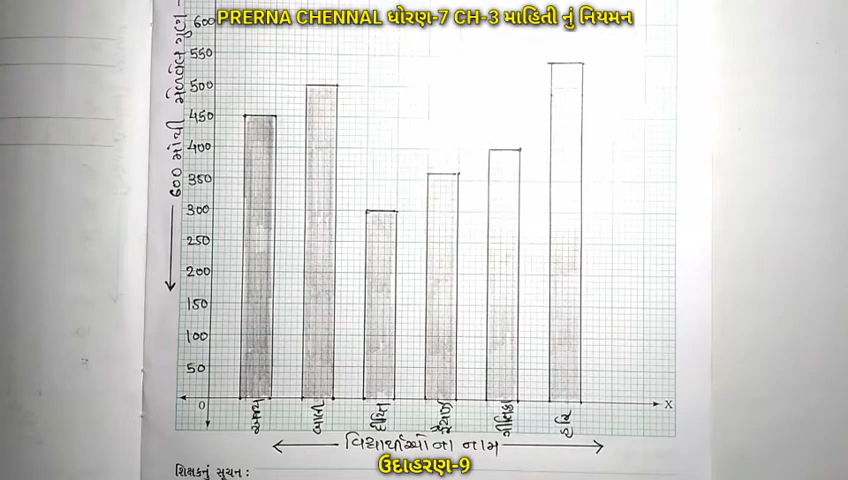 PRERNA CHENNAL ધોરણ-7 CH-3 માહિતી નું નિયમન
600 માંથી મેળવેલ ગુણ
600
550
500
450
400
350
300
250
200
150
100
50
0
X
અજય બાલી દીપ્તિ ફૈયાઝ ગીતિકા હરિ
વિદ્યાર્થીઓના નામ
ઉદાહરણ-9
શિક્ષકનું સૂચન :